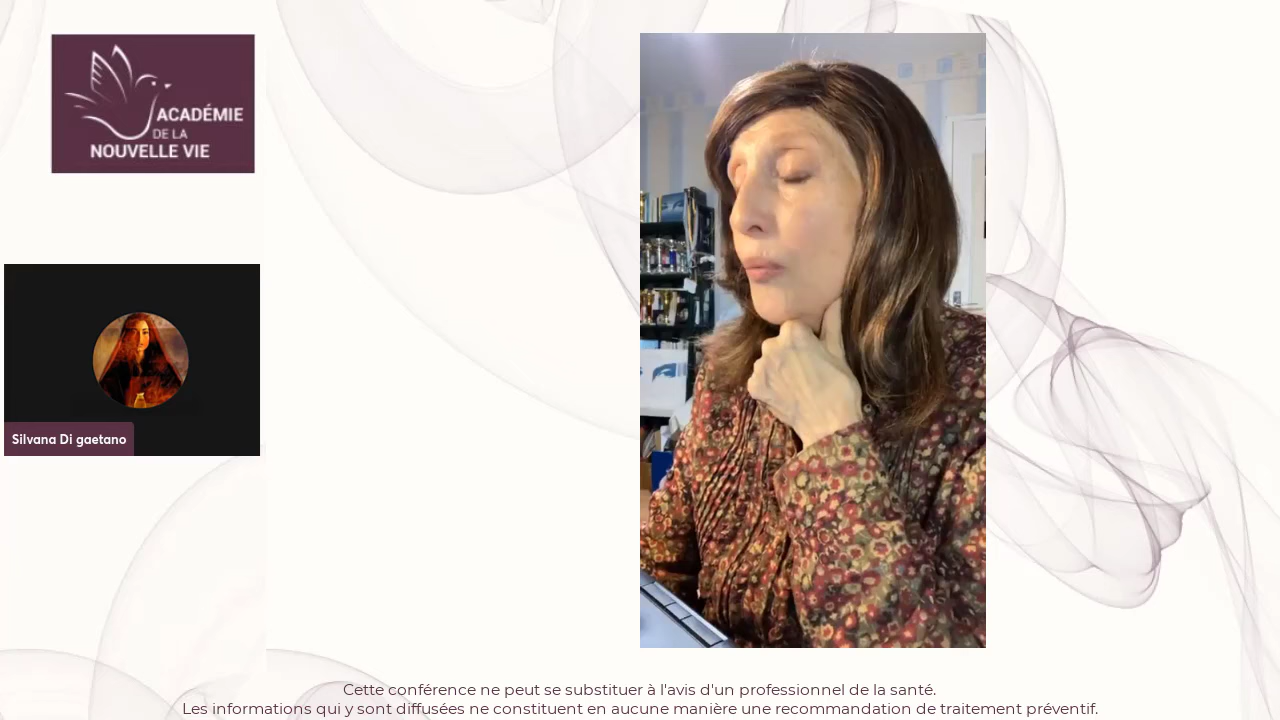 ACADÉMIE
DE LA
NOUVELLE VIE
Silvana Di gaetano
Cette conférence ne peut se substituer à l'avis d'un professionnel de la santé.
Les informations qui y sont diffusées ne constituent en aucune manière une recommandation de traitement préventif.